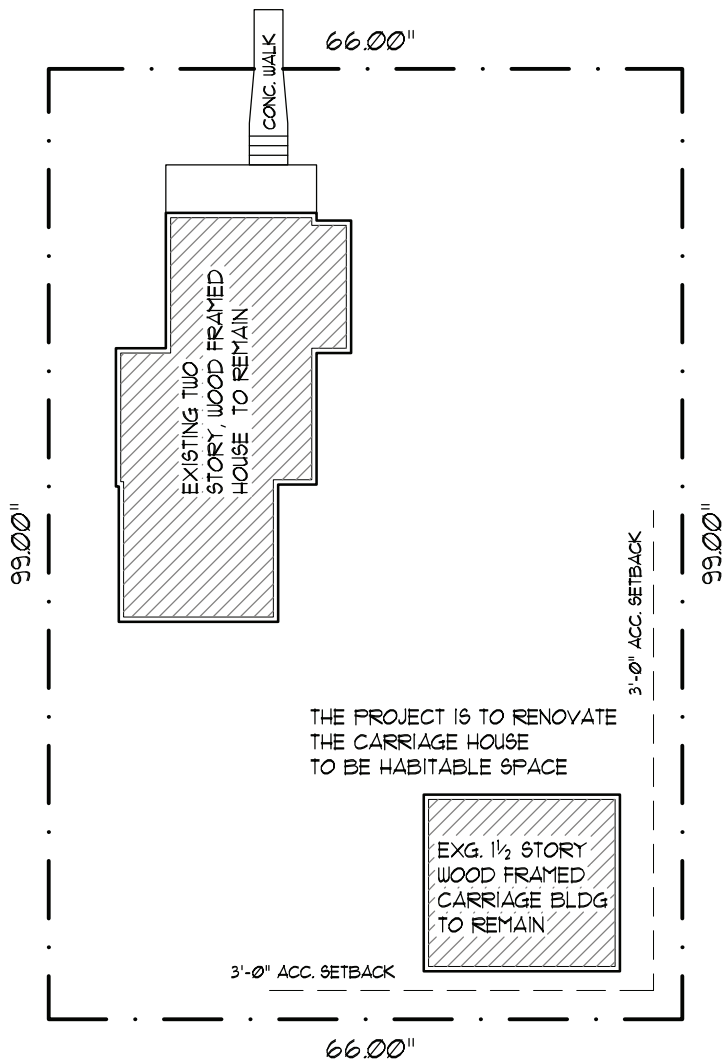 66.00"
CONC. WALK
EXISTING TWO
STORY, WOOD FRAMED
HOUSE TO REMAIN
99.00"
99.00"
3'-0" ACC. SETBACK
THE PROJECT IS TO RENOVATE
THE CARRIAGE HOUSE
TO BE HABITABLE SPACE
EXG. 1½ STORY
WOOD FRAMED
CARRIAGE BLDG
TO REMAIN
3'-0" ACC. SETBACK
66.00"